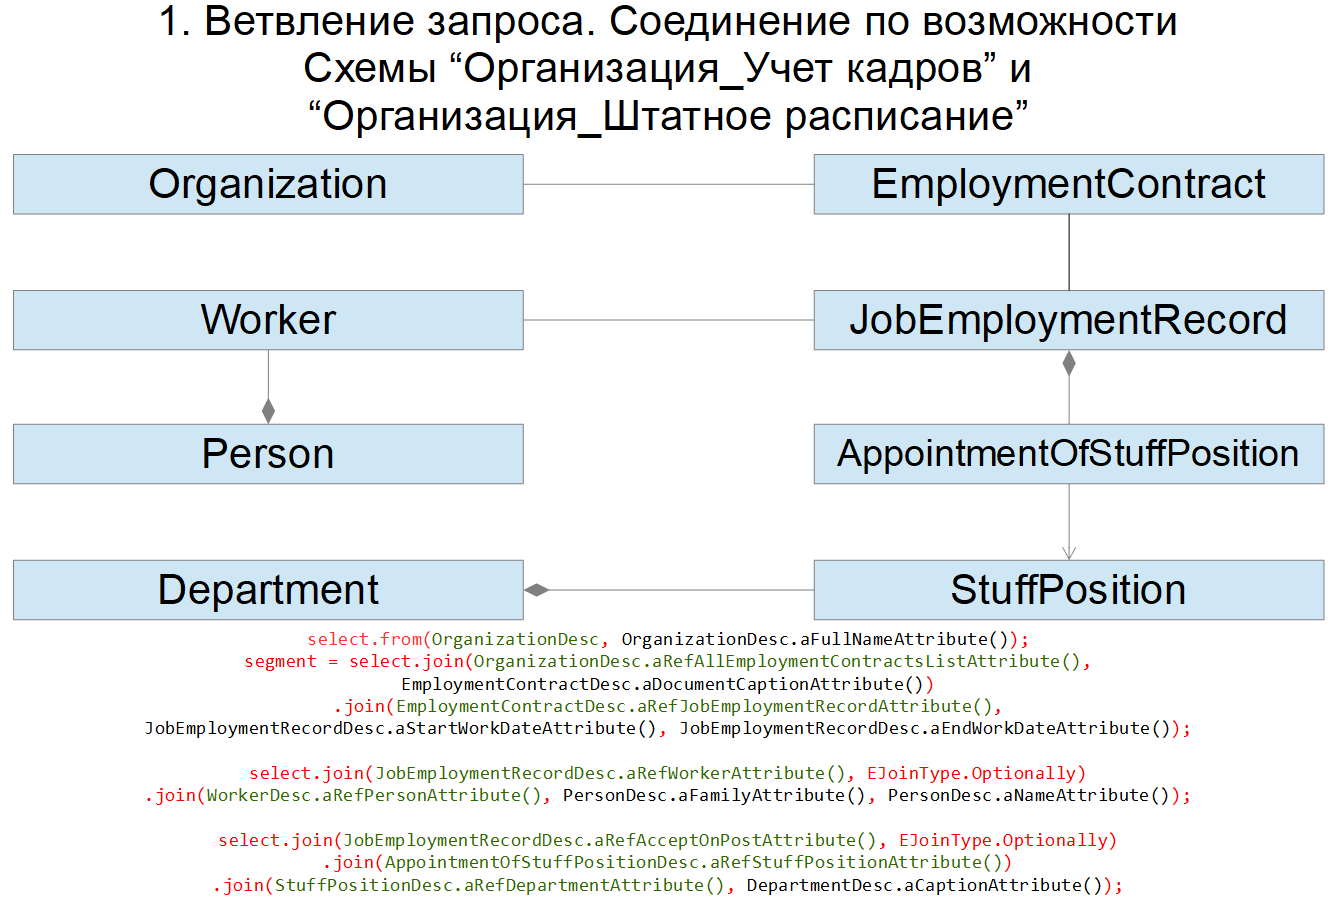 1. Ветвление запроса. Соединение по возможности
Схемы “Организация_Учет кадров” и
“Организация_Штатное расписание”
Organization
EmploymentContract
Worker
JobEmploymentRecord
Person
AppointmentOfStuffPosition
Department
StuffPosition
select.from(OrganizationDesc, OrganizationDesc.aFullNameAttribute());
segment = select.join(OrganizationDesc.aRefAllEmploymentContractsListAttribute(),
EmploymentContractDesc.aDocumentCaptionAttribute())
.join(EmploymentContractDesc.aRefJobEmploymentRecordAttribute(),
JobEmploymentRecordDesc.aStartWorkDateAttribute(), JobEmploymentRecordDesc.aEndWorkDateAttribute());
select.join(JobEmploymentRecordDesc.aRefWorkerAttribute(), EJoinType.Optionally)
.join(WorkerDesc.aRefPersonAttribute(), PersonDesc.aFamilyAttribute(), PersonDesc.aNameAttribute());
select.join(JobEmploymentRecordDesc.aRefAcceptOnPostAttribute(), EJoinType.Optionally)
.join(AppointmentOfStuffPositionDesc.aRefStuffPositionAttribute())
.join(StuffPositionDesc.aRefDepartmentAttribute(), DepartmentDesc.aCaptionAttribute());